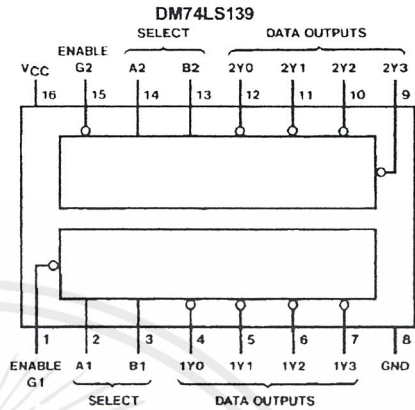 DM74LS139
ENABLE SELECT DATA OUTPUTS
VCC G2 A2 B2 2Y0 2Y1 2Y2 2Y3
16 15 14 13 12 11 10 9
1 2 3 4 5 6 7 8
ENABLE A1 B1 1Y0 1Y1 1Y2 1Y3 GND
G1
SELECT DATA OUTPUTS